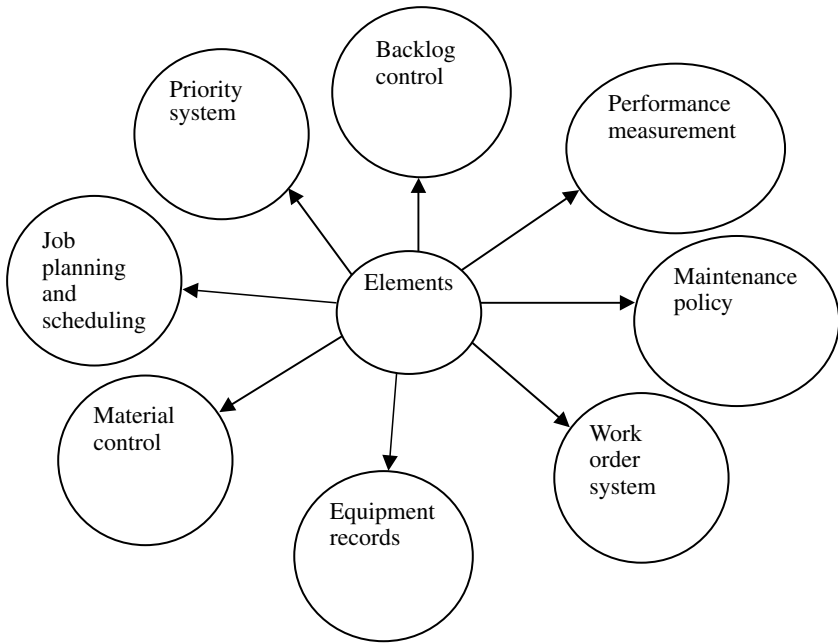 Backlog
control
Priority
system
Performance
measurement
Job
planning
and
scheduling
Elements
Maintenance
policy
Material
control
Work
order
system
Equipment
records